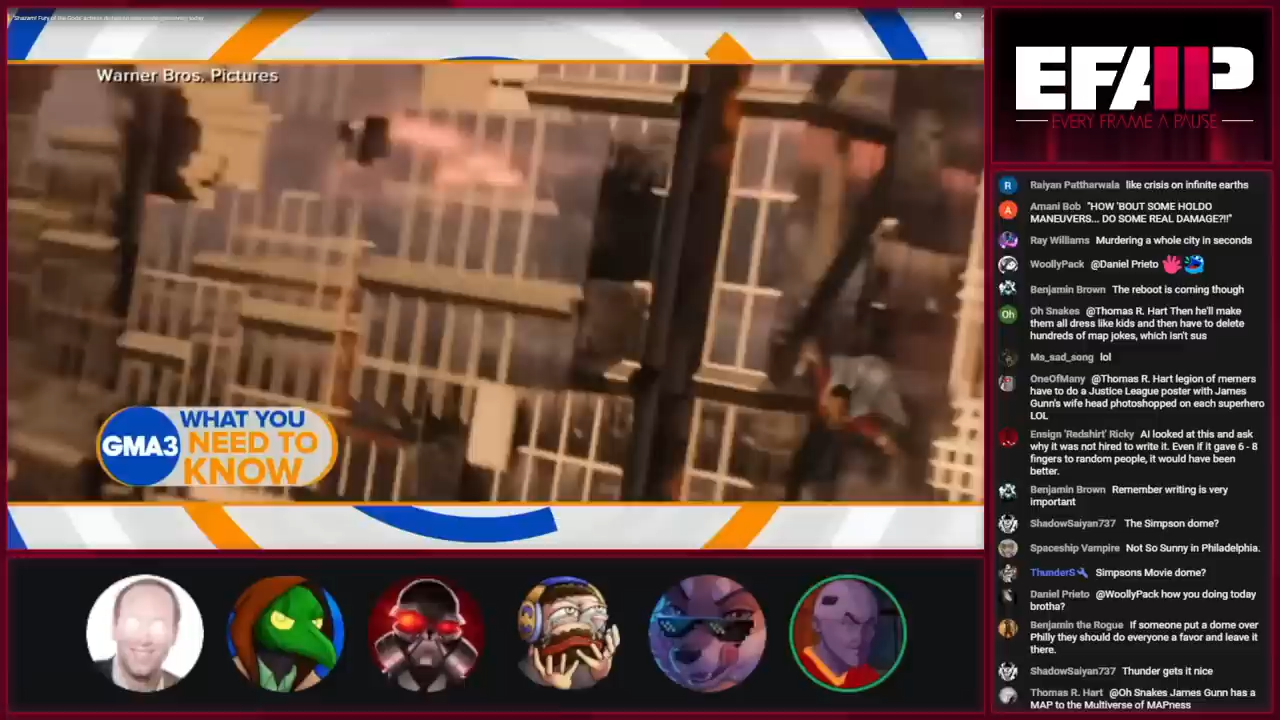 Warner Bros. Pictures
GMA3
WHAT YOU
NEED TO
KNOW
EFAP
EVERY FRAME A PAUSE
R
Raiyan Pattharwala like crisis on infinite earths
A
Amani Bob "HOW 'BOUT SOME HOLDO
MANEUVERS... DO SOME REAL DAMAGE?!!"
Ray Williams Murdering a whole city in seconds
WoollyPack @Daniel Prieto
Benjamin Brown The reboot is coming though
Oh
Oh Snakes @Thomas R. Hart Then he'll make
them all dress like kids and then have to delete
hundreds of map jokes, which isn't sus
Ms_sad_song lol
OneOfMany @Thomas R. Hart legion of memers
have to do a Justice League poster with James
Gunn's wife head photoshopped on each superhero
LOL
Ensign 'Redshirt' Ricky AI looked at this and ask
why it was not hired to write it. Even if it gave 6 - 8
fingers to random people, it would have been
better.
Benjamin Brown Remember writing is very
important
ShadowSaiyan737 The Simpson dome?
Spaceship Vampire Not So Sunny in Philadelphia.
ThunderS Simpsons Movie dome?
Daniel Prieto @WoollyPack how you doing today
brotha?
Benjamin the Rogue If someone put a dome over
Philly they should do everyone a favor and leave it
there.
ShadowSaiyan737 Thunder gets it nice
Thomas R. Hart @Oh Snakes James Gunn has a
MAP to the Multiverse of MAPness